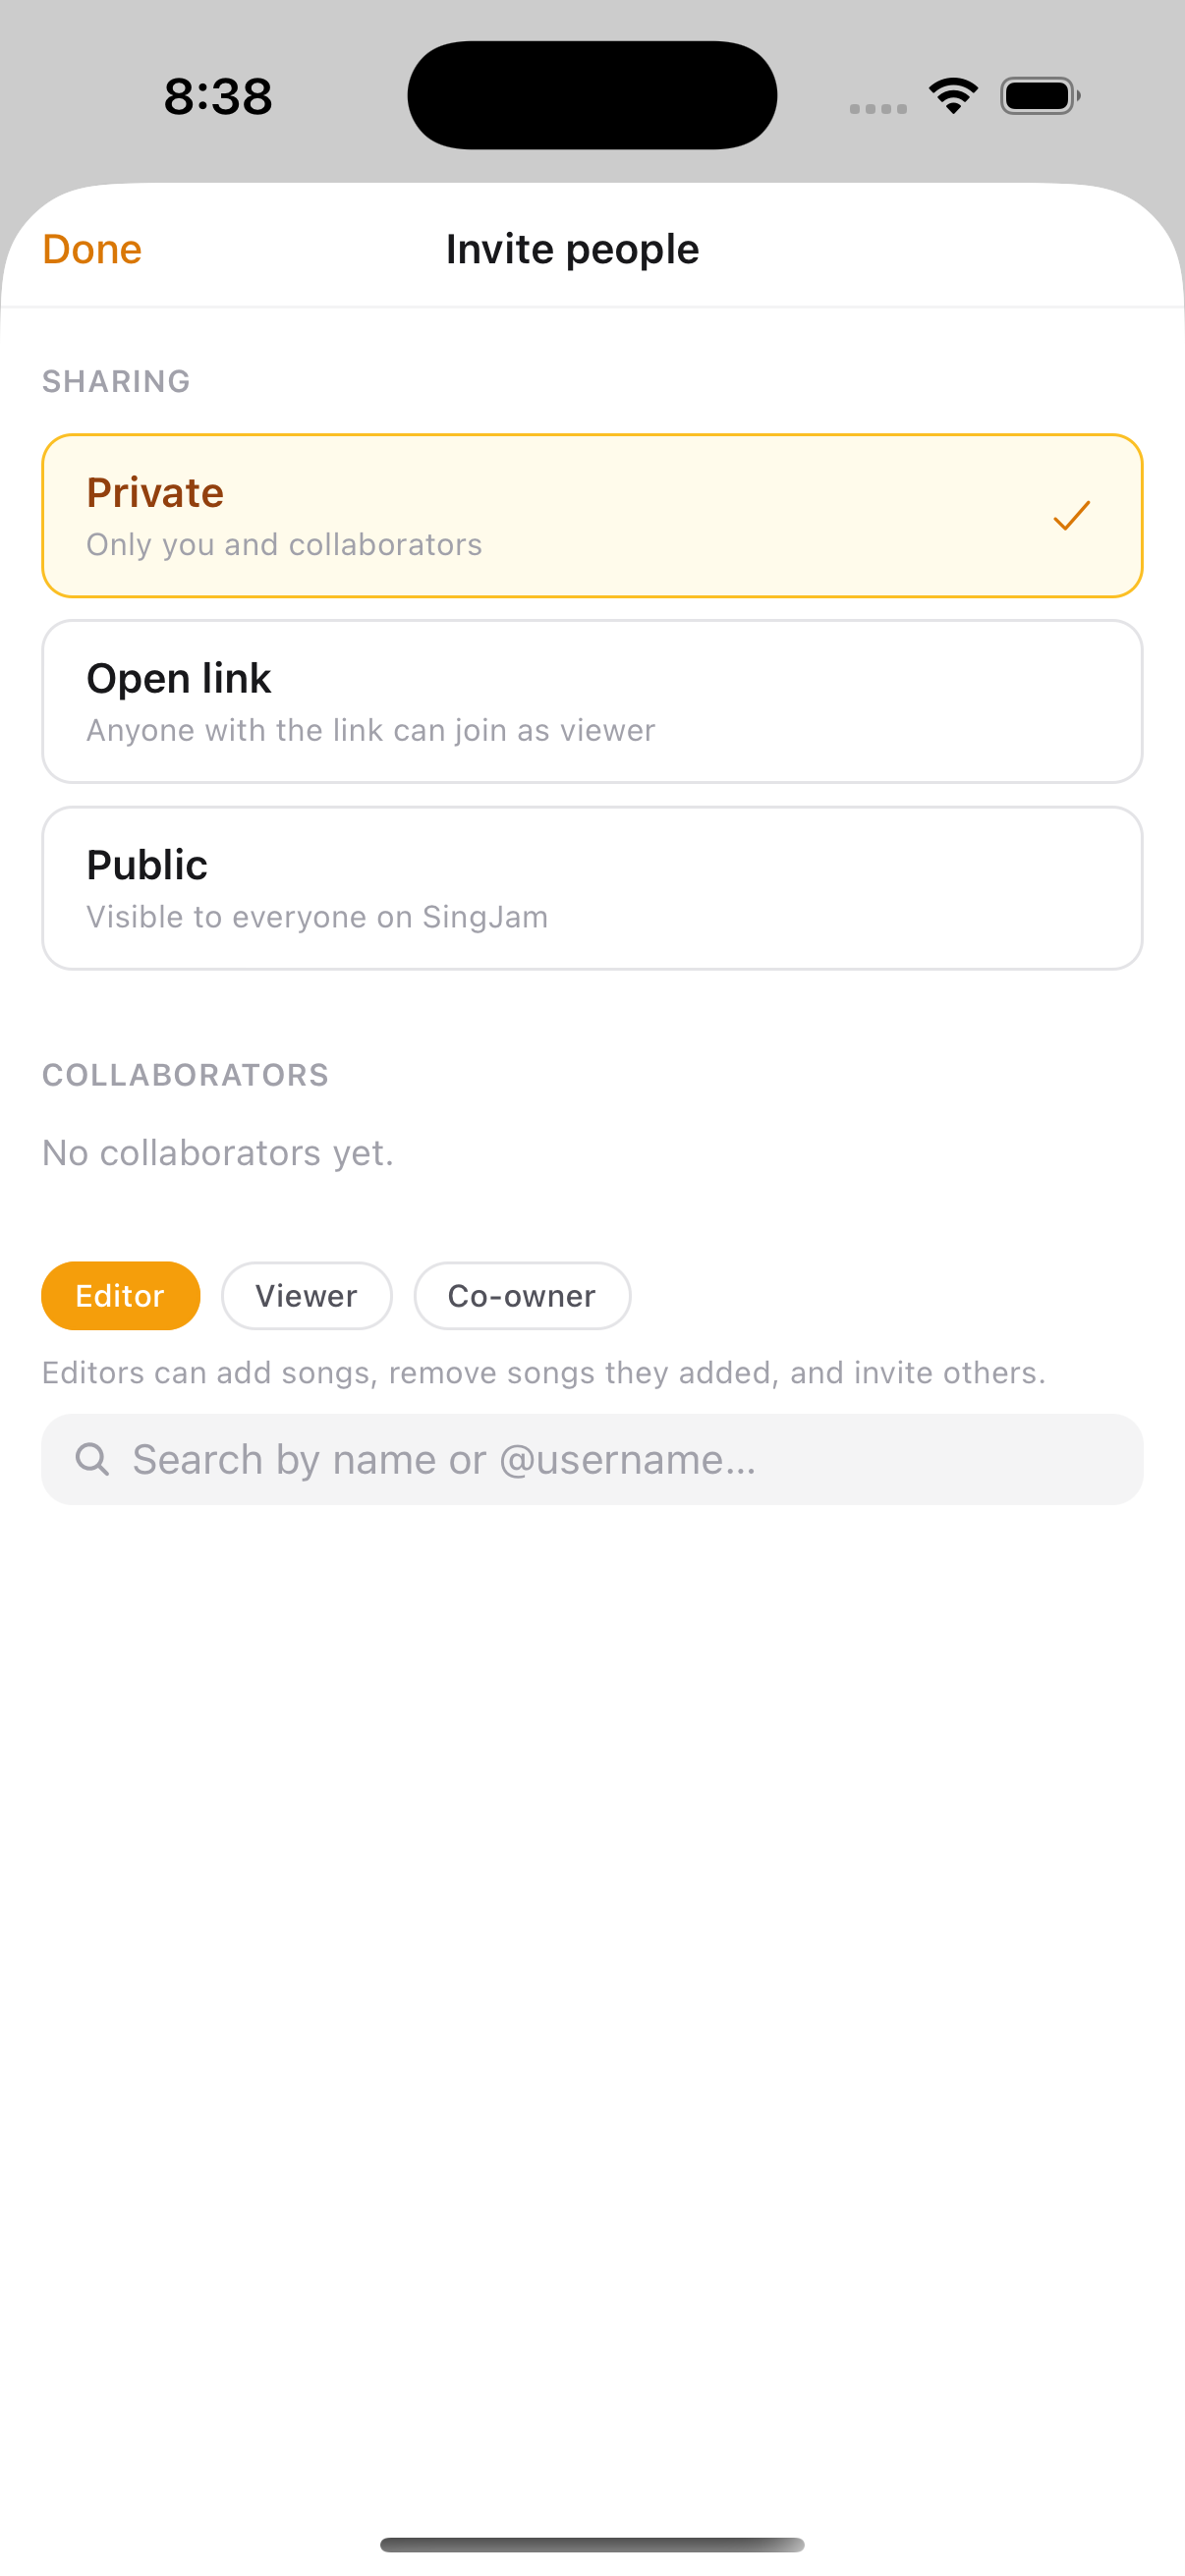 8:38
Done
Invite people
SHARING
Private
Only you and collaborators
Open link
Anyone with the link can join as viewer
Public
Visible to everyone on SingJam
COLLABORATORS
No collaborators yet.
Editor
Viewer
Co-owner
Editors can add songs, remove songs they added, and invite others.
Search by name or @username...